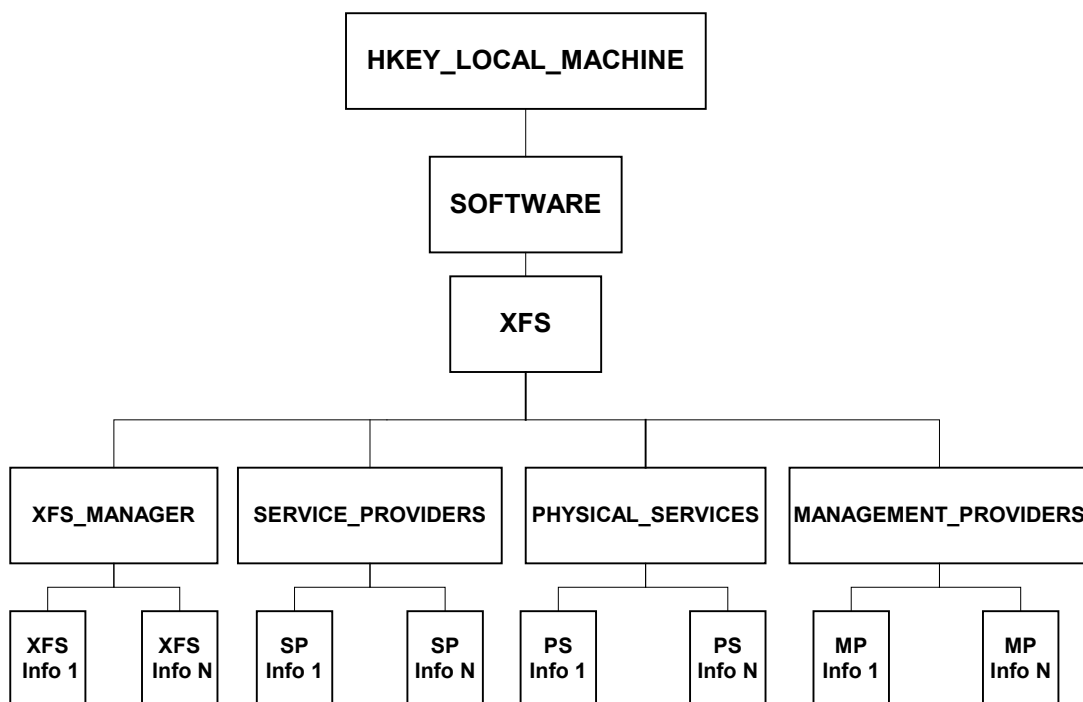 HKEY_LOCAL_MACHINE
SOFTWARE
XFS
XFS_MANAGER
SERVICE_PROVIDERS
PHYSICAL_SERVICES
MANAGEMENT_PROVIDERS
XFS
Info 1
XFS
Info N
SP
Info 1
SP
Info N
PS
Info 1
PS
Info N
MP
Info 1
MP
Info N